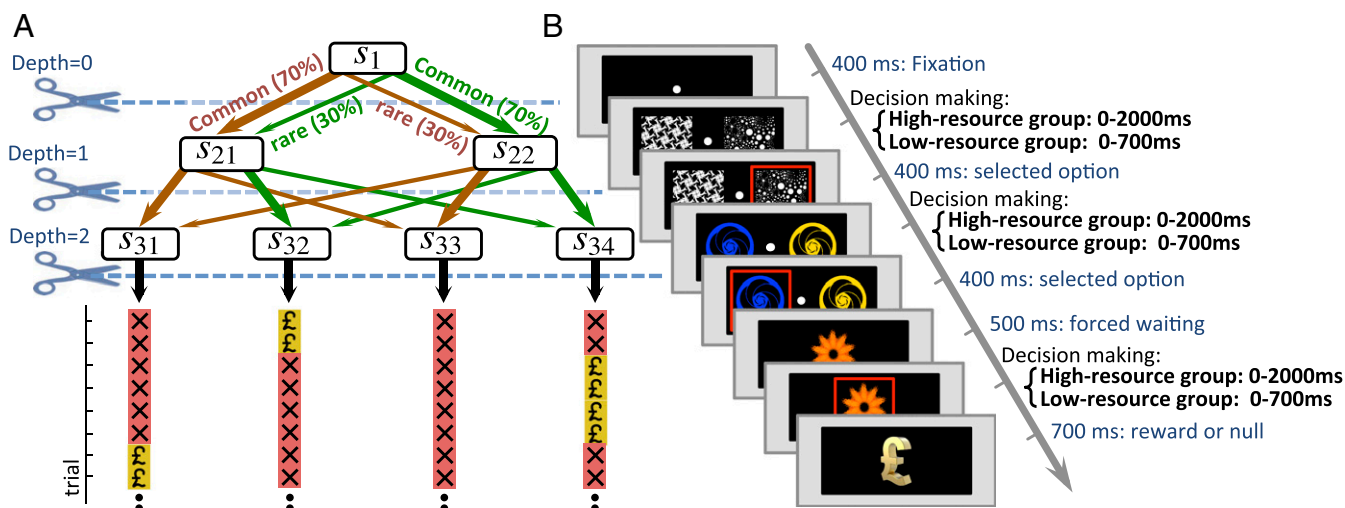 A
B
Depth=0
s1
Common (70%)
Common (70%)
rare (30%)
rare (30%)
Depth=1
s21
s22
Depth=2
s31
s32
s33
s34
trial
× £ × ×
× £ × ×
× × × £
× × × £
× × × £
× × × £
£ × × ×
£ × × ×
400 ms: Fixation
Decision making:
High-resource group: 0-2000ms
Low-resource group: 0-700ms
400 ms: selected option
Decision making:
High-resource group: 0-2000ms
Low-resource group: 0-700ms
400 ms: selected option
500 ms: forced waiting
Decision making:
High-resource group: 0-2000ms
Low-resource group: 0-700ms
700 ms: reward or null
£